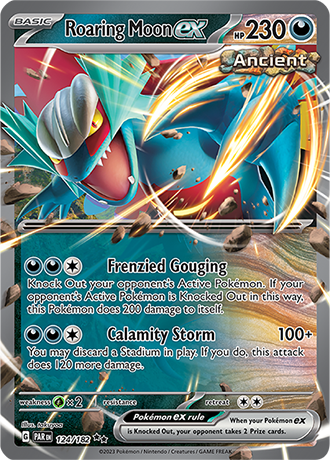 BASIC Roaring Moon ex HP 230
Ancient
Frenzied Gouging
Knock Out your opponent's Active Pokémon. If your
opponent's Active Pokémon is Knocked Out in this way,
this Pokémon does 200 damage to itself.
Calamity Storm 100+
You may discard a Stadium in play. If you do, this attack
does 120 more damage.
weakness ×2 resistance retreat
Illus.
Pokémon ex rule
When your Pokémon ex
is Knocked Out, your opponent takes 2 Prize cards.
G PAR EN 124/182
©2023 Pokémon / Nintendo / Creatures / GAME FREAK